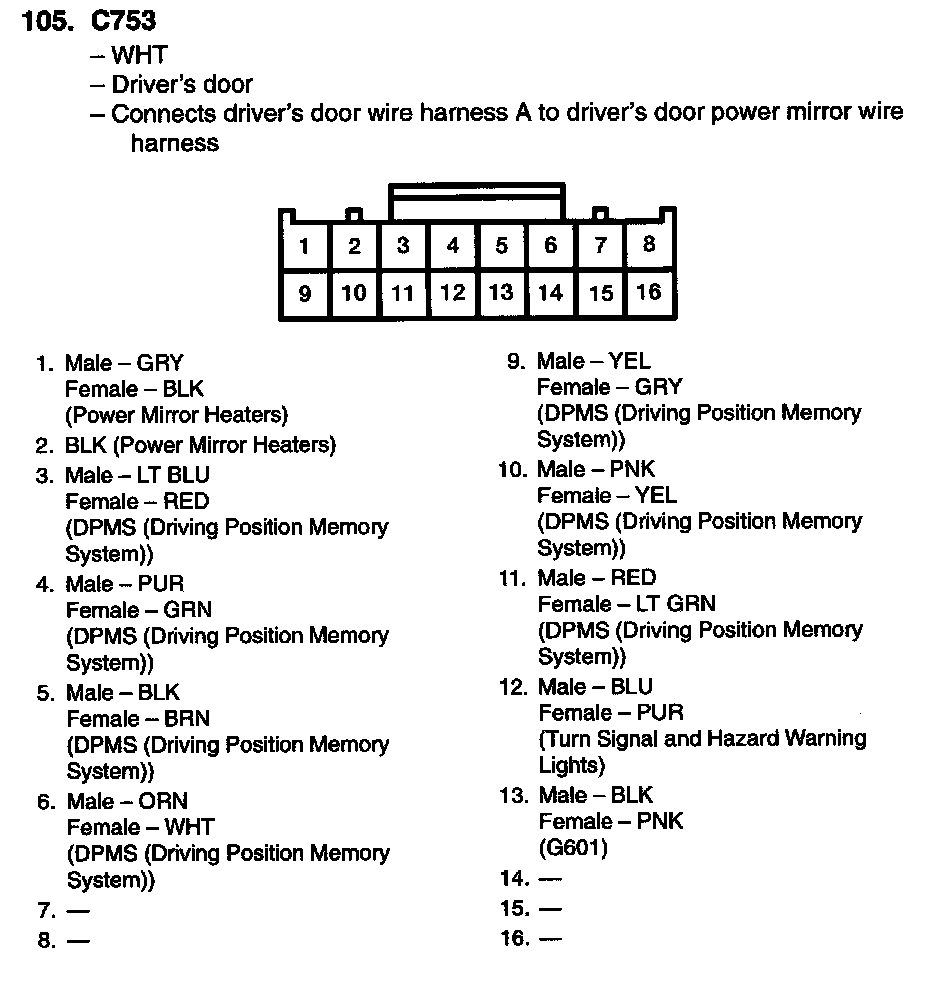 105. C753
– WHT
– Driver's door
– Connects driver's door wire harness A to driver's door power mirror wire
harness
1 2 3 4 5 6 7 8
9 10 11 12 13 14 15 16
1. Male – GRY
Female – BLK
(Power Mirror Heaters)
2. BLK (Power Mirror Heaters)
3. Male – LT BLU
Female – RED
(DPMS (Driving Position Memory
System))
4. Male – PUR
Female – GRN
(DPMS (Driving Position Memory
System))
5. Male – BLK
Female – BRN
(DPMS (Driving Position Memory
System))
6. Male – ORN
Female – WHT
(DPMS (Driving Position Memory
System))
7. —
8. —
9. Male – YEL
Female – GRY
(DPMS (Driving Position Memory
System))
10. Male – PNK
Female – YEL
(DPMS (Driving Position Memory
System))
11. Male – RED
Female – LT GRN
(DPMS (Driving Position Memory
System))
12. Male – BLU
Female – PUR
(Turn Signal and Hazard Warning
Lights)
13. Male – BLK
Female – PNK
(G601)
14. —
15. —
16. —